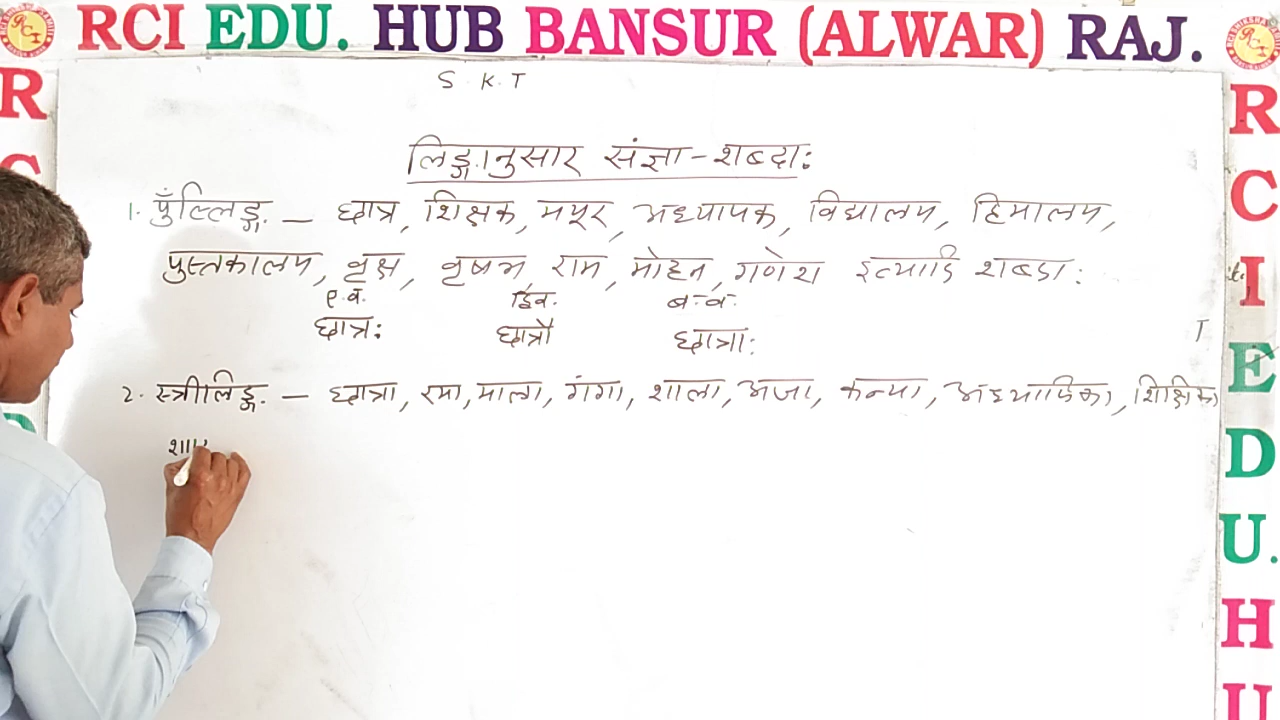 RCI EDU. HUB BANSUR (ALWAR) RAJ.
S. K. T
लिङ्गानुसार संज्ञा-शब्दाः
1. पुँल्लिङ्ग - छात्र, शिक्षक, मयूर, अध्यापक, विद्यालय, हिमालय,
पुस्तकालय, वृक्ष, वृषभ, राम, मोहन, गणेश इत्यादि शब्दाः
ए.व. द्विव. ब.व.
छात्रः छात्रौ छात्राः
2. स्त्रीलिङ्ग - छात्रा, रमा, माला, गंगा, शाला, अजा, कन्या, अध्यापिका, शिक्षिका
R
R
C
I
E
D
U.
H
U